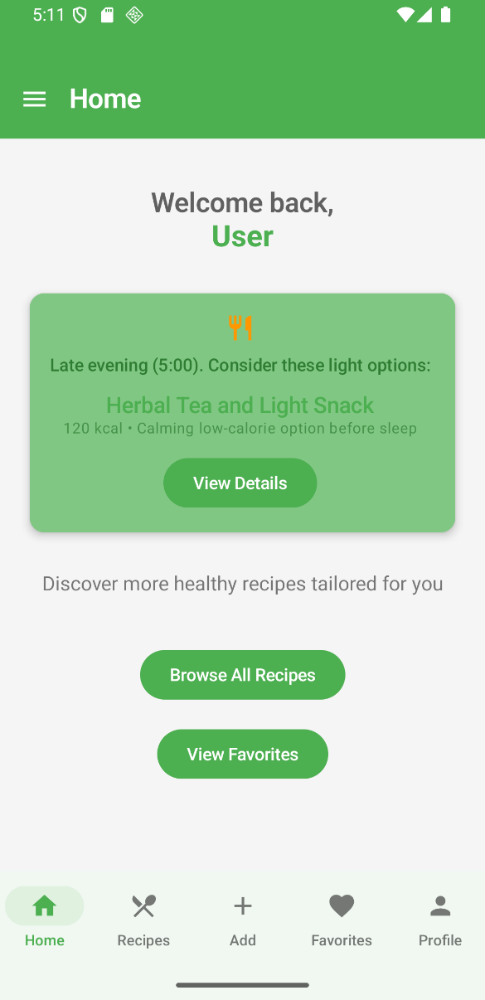 5:11
Home
Welcome back,
User
Late evening (5:00). Consider these light options:
Herbal Tea and Light Snack
120 kcal • Calming low-calorie option before sleep
View Details
Discover more healthy recipes tailored for you
Browse All Recipes
View Favorites
Home
Recipes
Add
Favorites
Profile